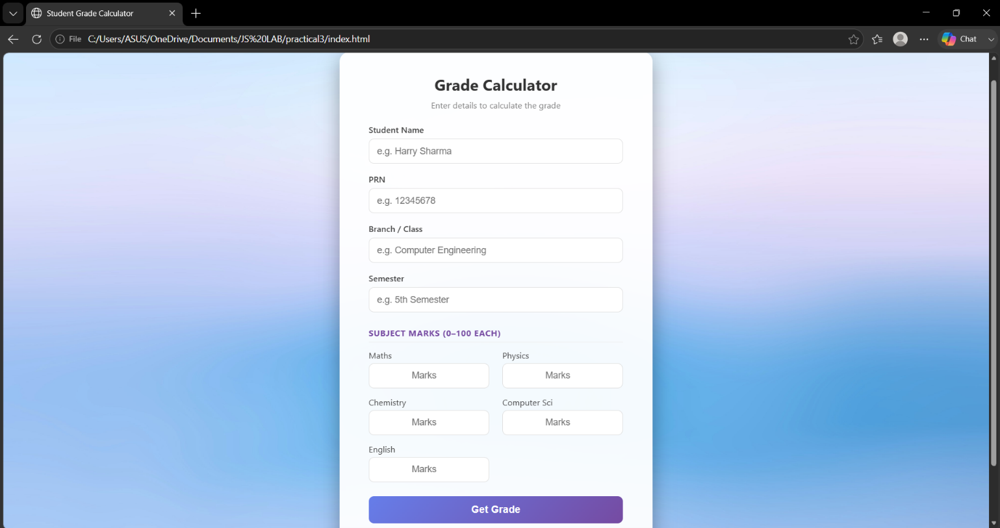 Student Grade Calculator
File C:/Users/ASUS/OneDrive/Documents/JS%20LAB/practical3/index.html
Chat
Grade Calculator
Enter details to calculate the grade
Student Name
e.g. Harry Sharma
PRN
e.g. 12345678
Branch / Class
e.g. Computer Engineering
Semester
e.g. 5th Semester
SUBJECT MARKS (0–100 EACH)
Maths Physics
Marks Marks
Chemistry Computer Sci
Marks Marks
English
Marks
Get Grade